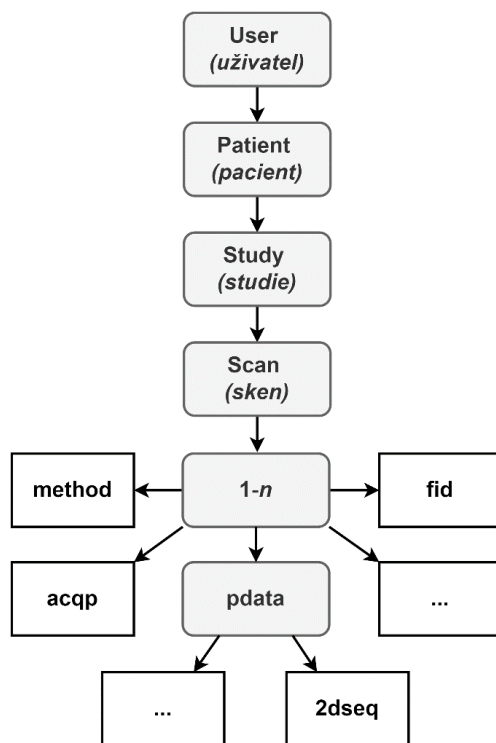 User
(uživatel)
Patient
(pacient)
Study
(studie)
Scan
(sken)
method
1-n
fid
acqp
pdata
...
...
2dseq